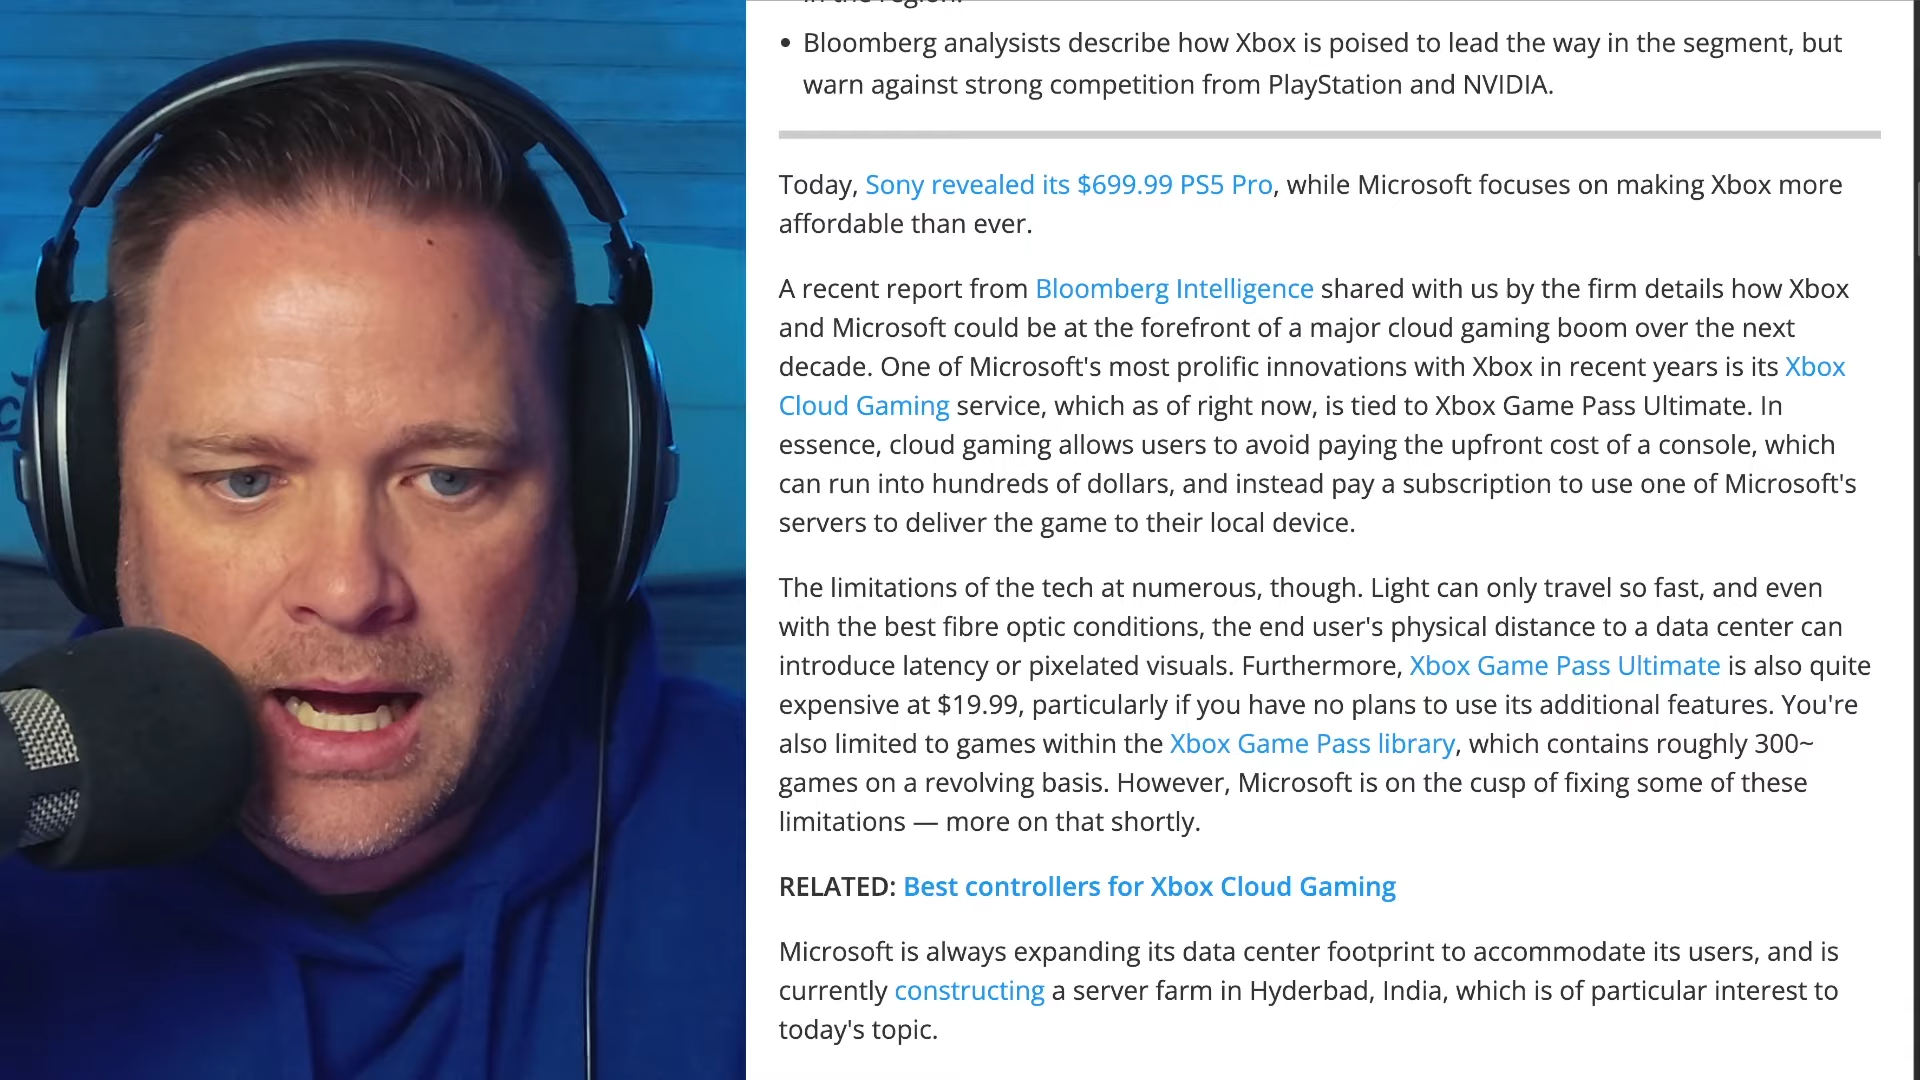 in the region.
• Bloomberg analysists describe how Xbox is poised to lead the way in the segment, but
warn against strong competition from PlayStation and NVIDIA.
Today, Sony revealed its $699.99 PS5 Pro, while Microsoft focuses on making Xbox more
affordable than ever.
A recent report from Bloomberg Intelligence shared with us by the firm details how Xbox
and Microsoft could be at the forefront of a major cloud gaming boom over the next
decade. One of Microsoft's most prolific innovations with Xbox in recent years is its Xbox
Cloud Gaming service, which as of right now, is tied to Xbox Game Pass Ultimate. In
essence, cloud gaming allows users to avoid paying the upfront cost of a console, which
can run into hundreds of dollars, and instead pay a subscription to use one of Microsoft's
servers to deliver the game to their local device.
The limitations of the tech at numerous, though. Light can only travel so fast, and even
with the best fibre optic conditions, the end user's physical distance to a data center can
introduce latency or pixelated visuals. Furthermore, Xbox Game Pass Ultimate is also quite
expensive at $19.99, particularly if you have no plans to use its additional features. You're
also limited to games within the Xbox Game Pass library, which contains roughly 300~
games on a revolving basis. However, Microsoft is on the cusp of fixing some of these
limitations — more on that shortly.
RELATED: Best controllers for Xbox Cloud Gaming
Microsoft is always expanding its data center footprint to accommodate its users, and is
currently constructing a server farm in Hyderbad, India, which is of particular interest to
today's topic.